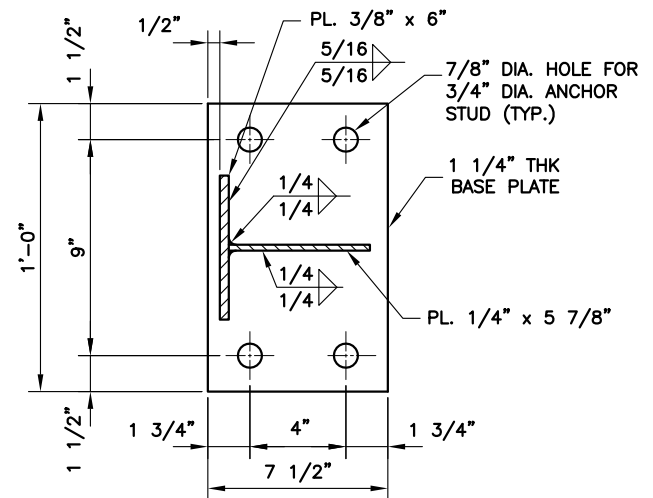 1/2"
PL. 3/8" x 6"
5/16
5/16
7/8" DIA. HOLE FOR
3/4" DIA. ANCHOR
STUD (TYP.)
1 1/2"
1 1/4" THK
BASE PLATE
1/4
1/4
1'-0"
9"
1/4
1/4
PL. 1/4" x 5 7/8"
1 1/2"
1 3/4"
4"
1 3/4"
7 1/2"